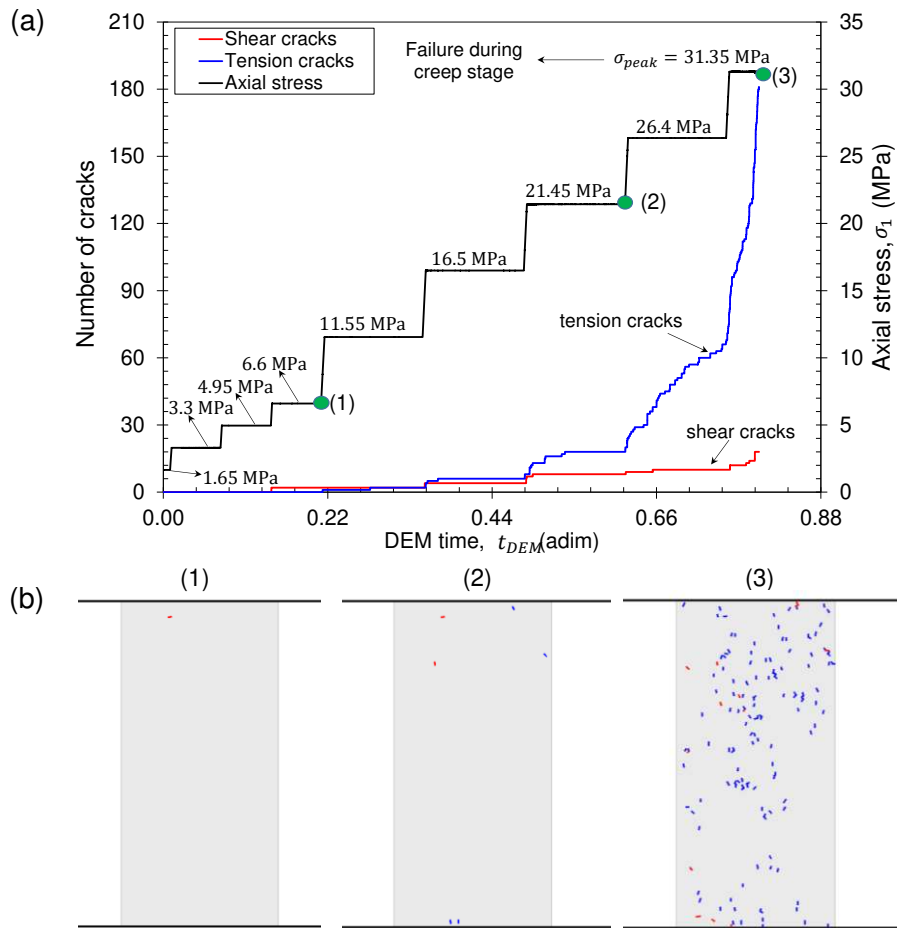 (a)
210
180
150
120
90
60
30
0
Number of cracks
Shear cracks
Tension cracks
Axial stress
Failure during
creep stage
σ_peak = 31.35 MPa
(3)
26.4 MPa
21.45 MPa
(2)
16.5 MPa
11.55 MPa
6.6 MPa
4.95 MPa
3.3 MPa
(1)
1.65 MPa
tension cracks
shear cracks
35
30
25
20
15
10
5
0
Axial stress, σ₁ (MPa)
0.00 0.22 0.44 0.66 0.88
DEM time, t_DEM(adim)
(b)
(1) (2) (3)